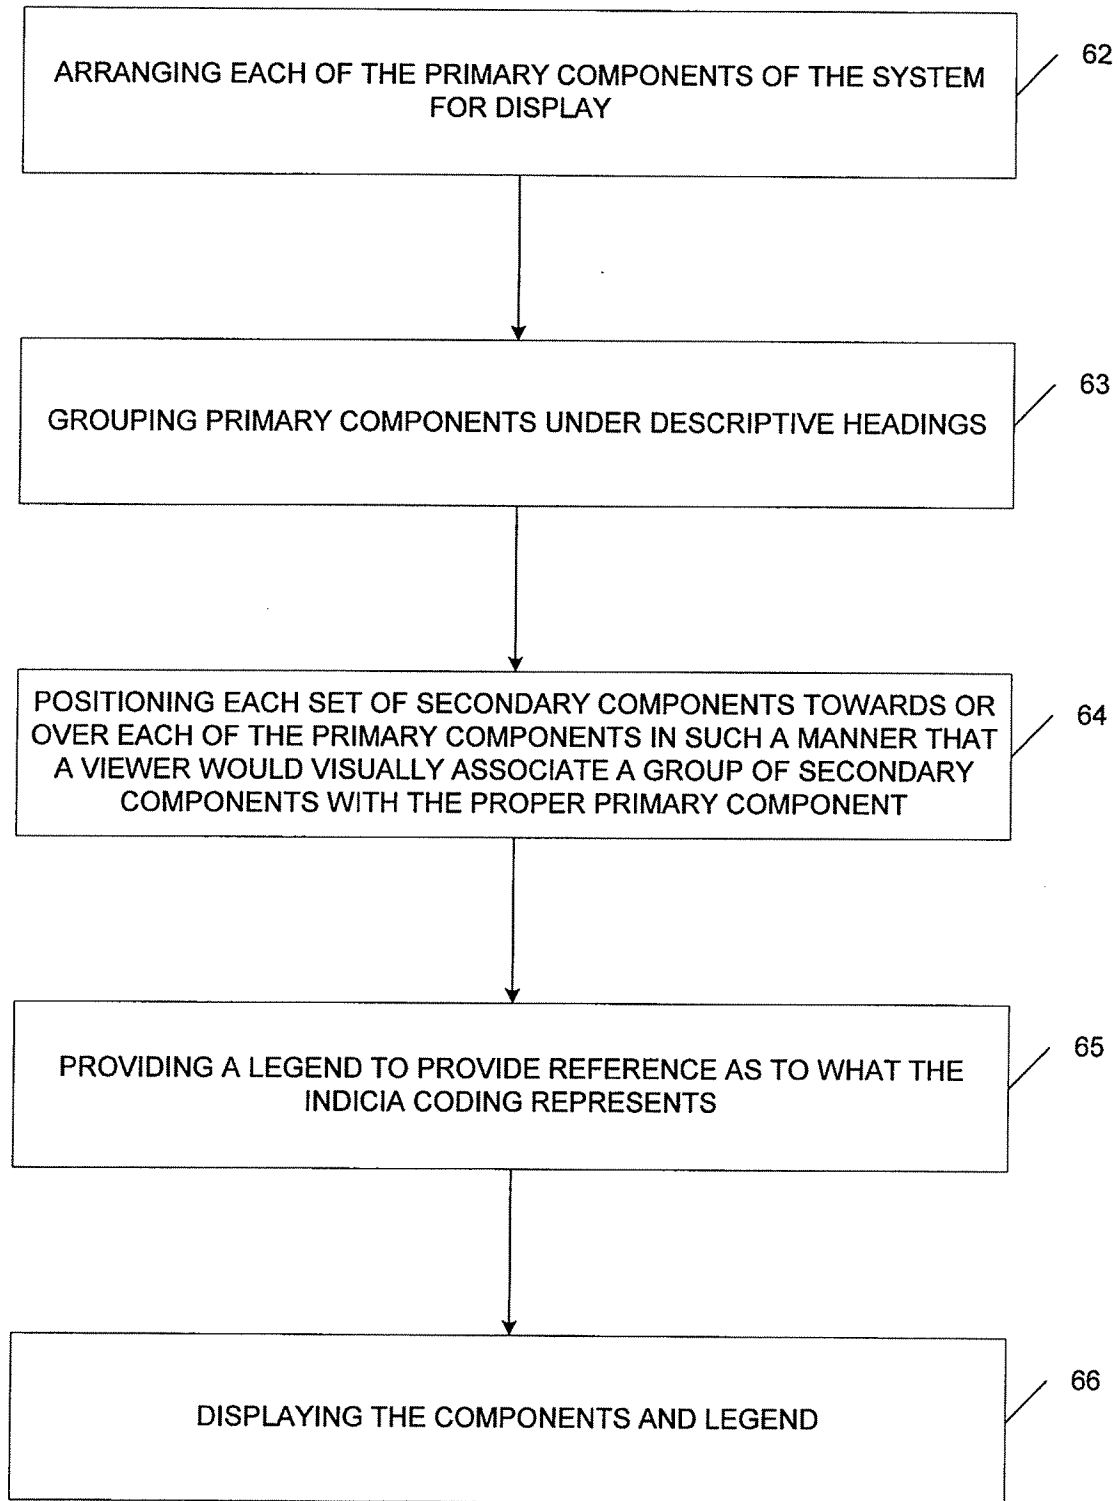 ARRANGING EACH OF THE PRIMARY COMPONENTS OF THE SYSTEM
FOR DISPLAY
62
GROUPING PRIMARY COMPONENTS UNDER DESCRIPTIVE HEADINGS
63
POSITIONING EACH SET OF SECONDARY COMPONENTS TOWARDS OR
OVER EACH OF THE PRIMARY COMPONENTS IN SUCH A MANNER THAT
A VIEWER WOULD VISUALLY ASSOCIATE A GROUP OF SECONDARY
COMPONENTS WITH THE PROPER PRIMARY COMPONENT
64
PROVIDING A LEGEND TO PROVIDE REFERENCE AS TO WHAT THE
INDICIA CODING REPRESENTS
65
DISPLAYING THE COMPONENTS AND LEGEND
66